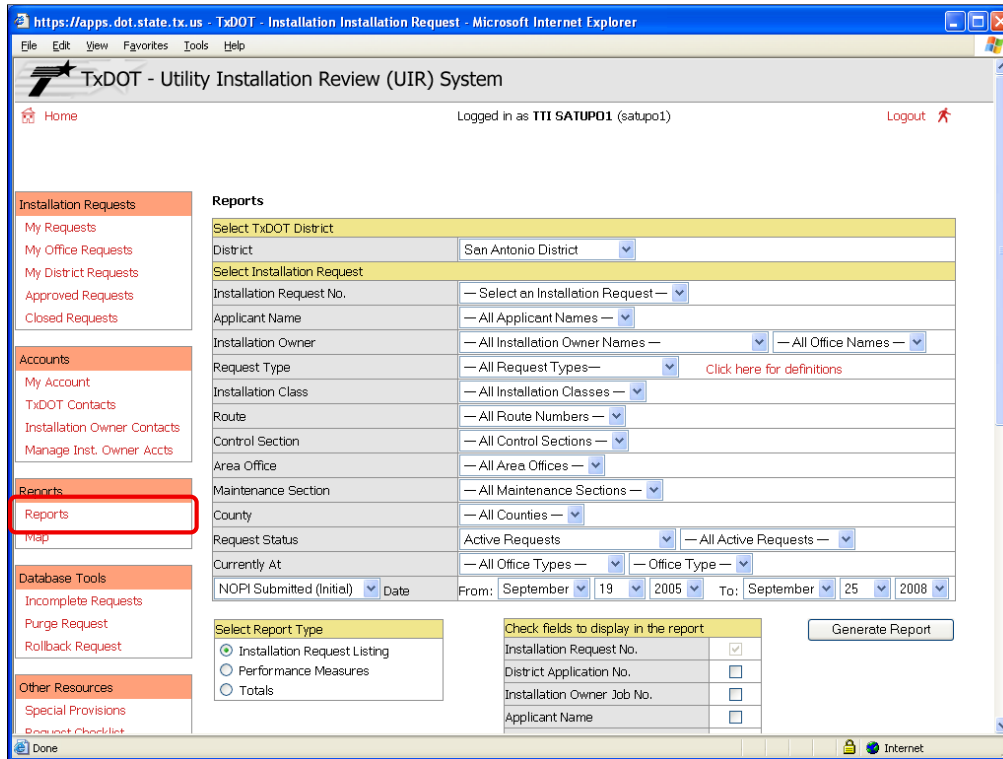 https://apps.dot.state.tx.us - TxDOT - Installation Installation Request - Microsoft Internet Explorer
File Edit View Favorites Tools Help
TxDOT - Utility Installation Review (UIR) System
Home Logged in as TTI SATUPO1 (satupo1) Logout
Installation Requests
My Requests
My Office Requests
My District Requests
Approved Requests
Closed Requests
Accounts
My Account
TxDOT Contacts
Installation Owner Contacts
Manage Inst. Owner Accts
Reports
Reports
Map
Database Tools
Incomplete Requests
Purge Request
Rollback Request
Other Resources
Special Provisions
Request Checklist
Reports
Select TxDOT District
District San Antonio District
Select Installation Request
Installation Request No. — Select an Installation Request —
Applicant Name — All Applicant Names —
Installation Owner — All Installation Owner Names — — All Office Names —
Request Type — All Request Types— Click here for definitions
Installation Class — All Installation Classes —
Route — All Route Numbers —
Control Section — All Control Sections —
Area Office — All Area Offices —
Maintenance Section — All Maintenance Sections —
County — All Counties —
Request Status Active Requests — All Active Requests —
Currently At — All Office Types — — Office Type —
NOPI Submitted (Initial) Date From: September 19 2005 To: September 25 2008
Select Report Type
Installation Request Listing
Performance Measures
Totals
Check fields to display in the report
Installation Request No.
District Application No.
Installation Owner Job No.
Applicant Name
Generate Report
Done Internet